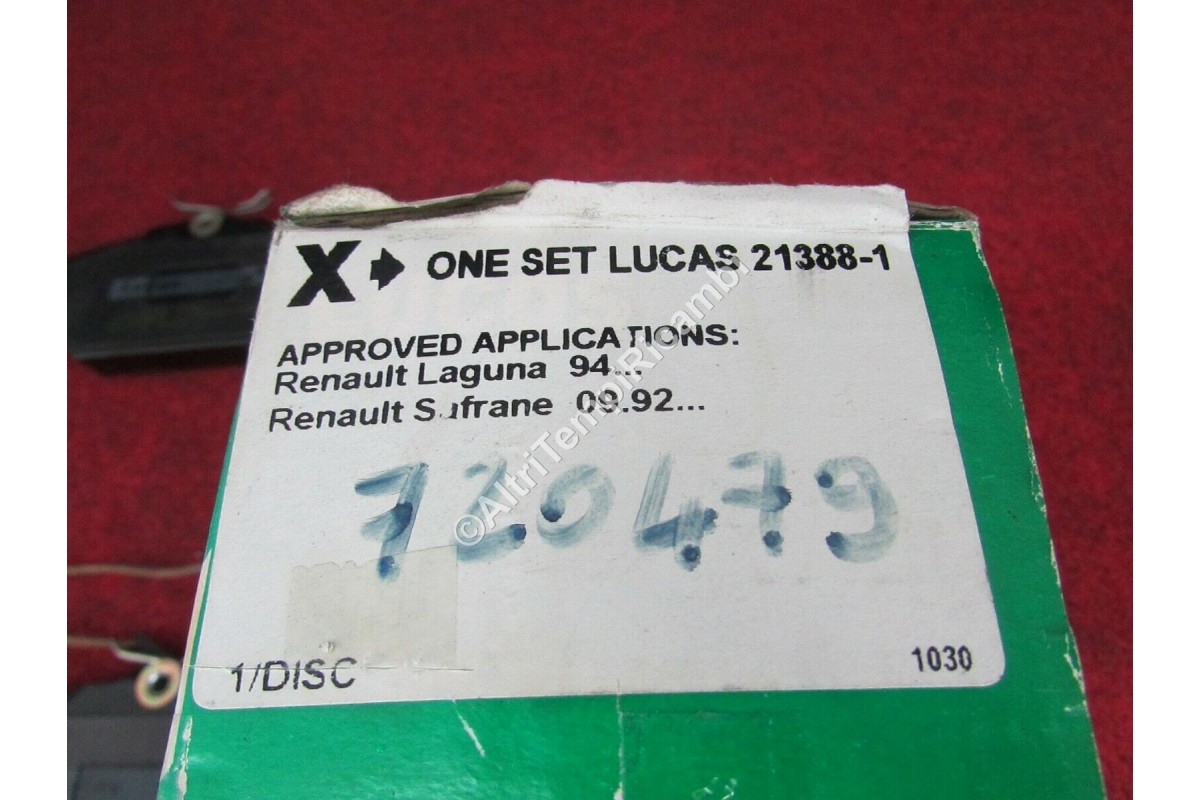 X ONE SET LUCAS 21388-1
APPROVED APPLICATIONS:
Renault Laguna 94...
Renault Safrane 09.92...
720479
©AltriTempiRicambi
1/DISC
1030